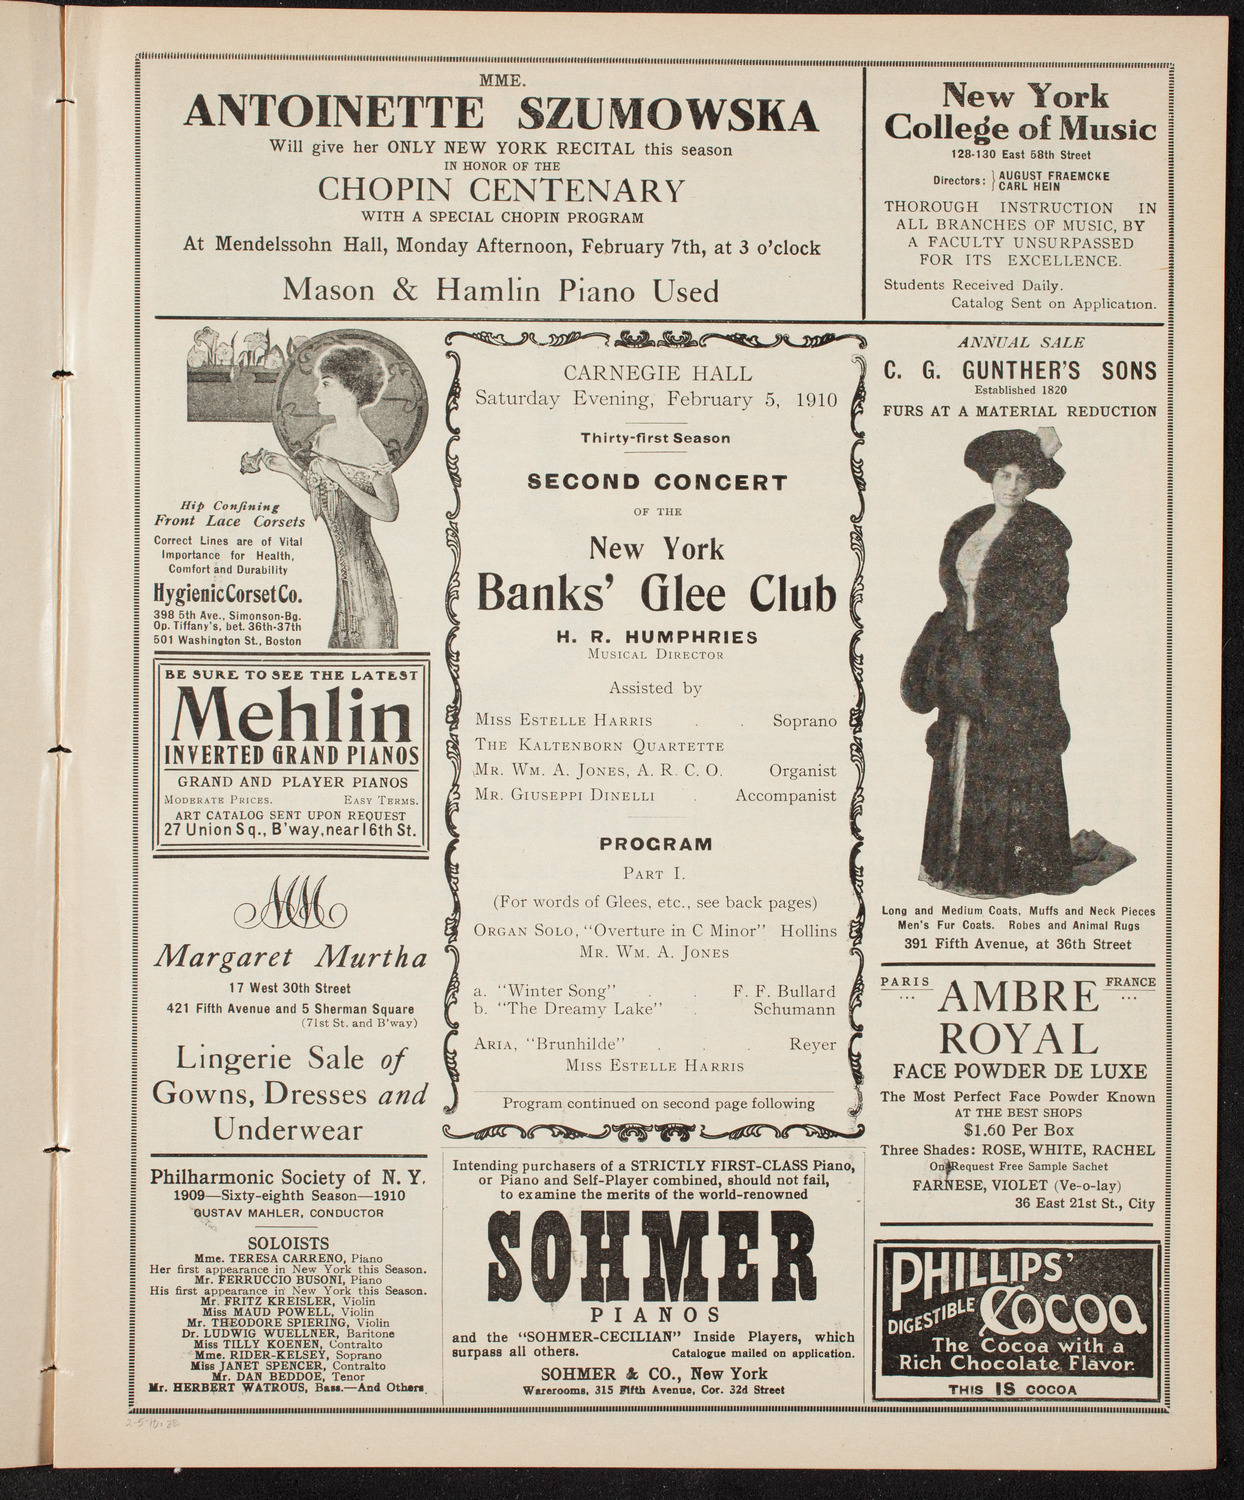 MME.
ANTOINETTE SZUMOWSKA
Will give her ONLY NEW YORK RECITAL this season
IN HONOR OF THE
CHOPIN CENTENARY
WITH A SPECIAL CHOPIN PROGRAM
At Mendelssohn Hall, Monday Afternoon, February 7th, at 3 o'clock
Mason & Hamlin Piano Used
New York
College of Music
128-130 East 58th Street
Directors: } AUGUST FRAEMCKE
CARL HEIN
THOROUGH INSTRUCTION IN
ALL BRANCHES OF MUSIC, BY
A FACULTY UNSURPASSED
FOR ITS EXCELLENCE.
Students Received Daily.
Catalog Sent on Application.
Hip Confining
Front Lace Corsets
Correct Lines are of Vital
Importance for Health,
Comfort and Durability
Hygienic Corset Co.
398 5th Ave., Simonson-Bg.
Op. Tiffany's, bet. 36th-37th
501 Washington St., Boston
BE SURE TO SEE THE LATEST
Mehlin
INVERTED GRAND PIANOS
GRAND AND PLAYER PIANOS
MODERATE PRICES. EASY TERMS.
ART CATALOG SENT UPON REQUEST
27 Union Sq., B'way, near 16th St.
MM
Margaret Murtha
17 West 30th Street
421 Fifth Avenue and 5 Sherman Square
(71st St. and B'way)
Lingerie Sale of
Gowns, Dresses and
Underwear
Philharmonic Society of N. Y.
1909—Sixty-eighth Season—1910
GUSTAV MAHLER, CONDUCTOR
SOLOISTS
Mme. TERESA CARRENO, Piano
Her first appearance in New York this Season.
Mr. FERRUCCIO BUSONI, Piano
His first appearance in New York this Season.
Mr. FRITZ KREISLER, Violin
Miss MAUD POWELL, Violin
Mr. THEODORE SPIERING, Violin
Dr. LUDWIG WUELLNER, Baritone
Miss TILLY KOENEN, Contralto
Mme. RIDER-KELSEY, Soprano
Miss JANET SPENCER, Contralto
Mr. DAN BEDDOE, Tenor
Mr. HERBERT WATROUS, Bass.—And Others.
CARNEGIE HALL
Saturday Evening, February 5, 1910
Thirty-first Season
SECOND CONCERT
OF THE
New York
Banks' Glee Club
H. R. HUMPHRIES
MUSICAL DIRECTOR
Assisted by
MISS ESTELLE HARRIS . . Soprano
THE KALTENBORN QUARTETTE
MR. WM. A. JONES, A. R. C. O. Organist
MR. GIUSEPPI DINELLI . Accompanist
PROGRAM
PART I.
(For words of Glees, etc., see back pages)
ORGAN SOLO, "Overture in C Minor" Hollins
MR. WM. A. JONES
a. "Winter Song" . . F. F. Bullard
b. "The Dreamy Lake" . Schumann
ARIA, "Brunhilde" . . . Reyer
MISS ESTELLE HARRIS
Program continued on second page following
Intending purchasers of a STRICTLY FIRST-CLASS Piano,
or Piano and Self-Player combined, should not fail,
to examine the merits of the world-renowned
SOHMER
PIANOS
and the "SOHMER-CECILIAN" Inside Players, which
surpass all others. Catalogue mailed on application.
SOHMER & CO., New York
Warerooms, 315 Fifth Avenue, Cor. 32d Street
ANNUAL SALE
C. G. GUNTHER'S SONS
Established 1820
FURS AT A MATERIAL REDUCTION
Long and Medium Coats, Muffs and Neck Pieces
Men's Fur Coats. Robes and Animal Rugs
391 Fifth Avenue, at 36th Street
PARIS FRANCE
AMBRE
ROYAL
FACE POWDER DE LUXE
The Most Perfect Face Powder Known
AT THE BEST SHOPS
$1.60 Per Box
Three Shades: ROSE, WHITE, RACHEL
On Request Free Sample Sachet
FARNESE, VIOLET (Ve-o-lay)
36 East 21st St., City
PHILLIPS'
DIGESTIBLE COCOA
The Cocoa with a
Rich Chocolate Flavor.
THIS IS COCOA